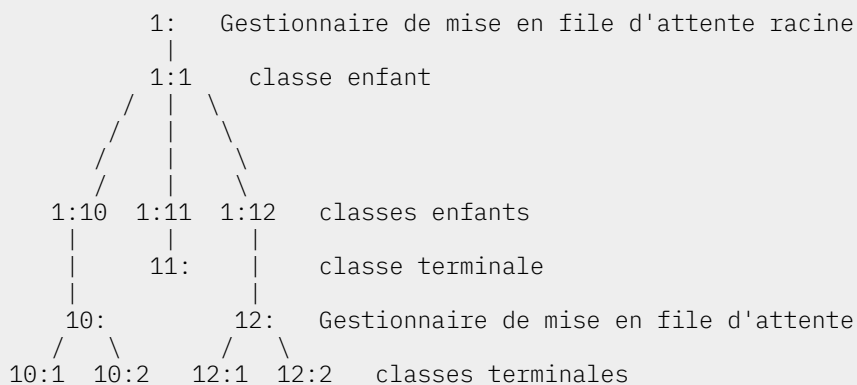 1: Gestionnaire de mise en file d'attente racine
|
1:1 classe enfant
/ | \
/ | \
/ | \
/ | \
1:10 1:11 1:12 classes enfants
| | |
| 11: | classe terminale
| |
10: 12: Gestionnaire de mise en file d'attente
/ \ / \
10:1 10:2 12:1 12:2 classes terminales